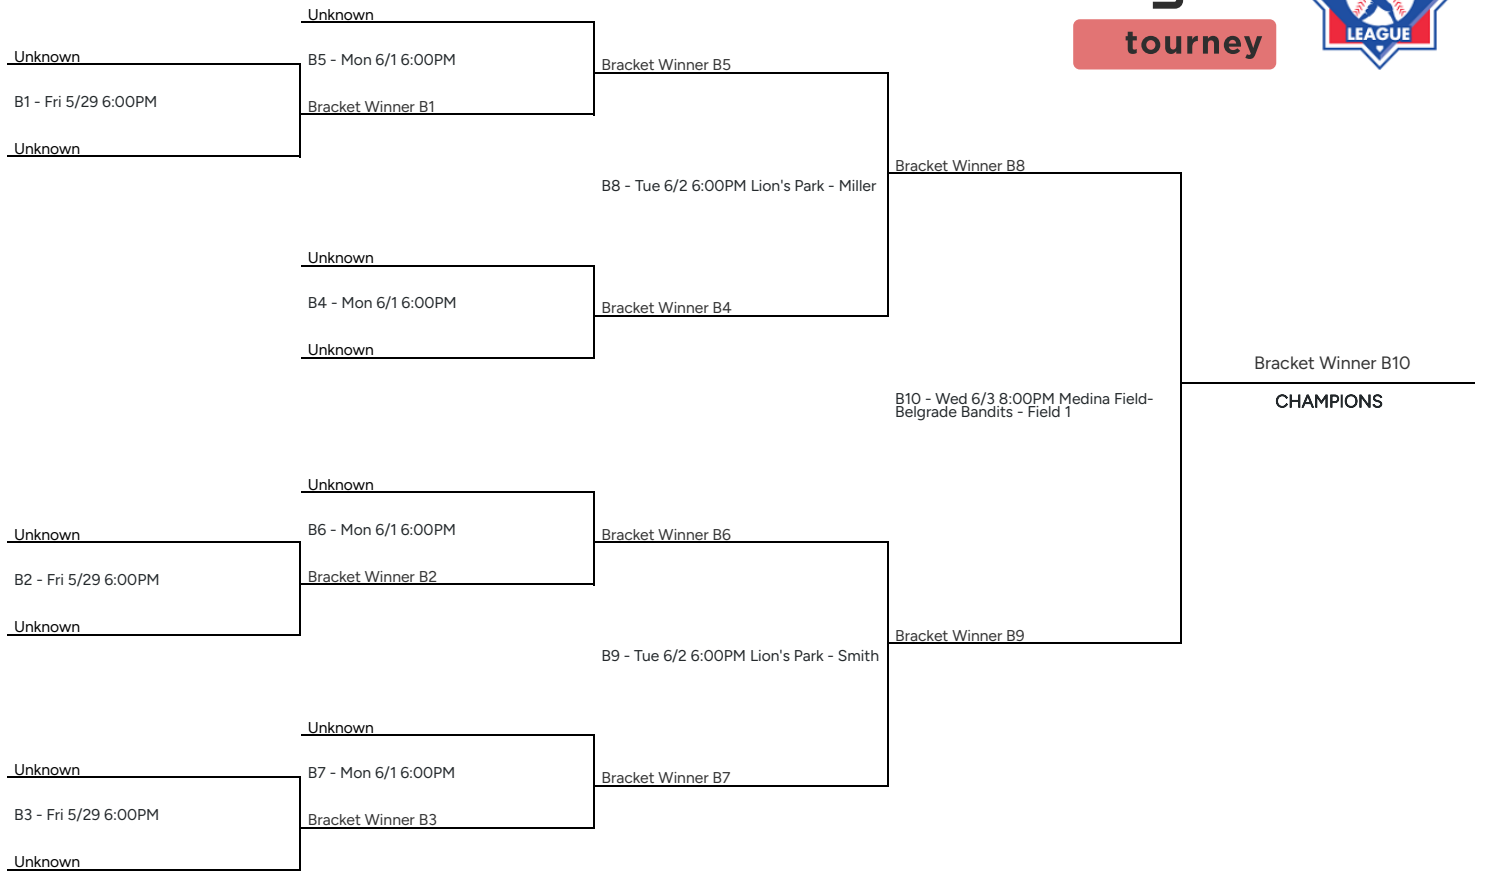 Unknown
tourney
LEAGUE
Unknown
B5 - Mon 6/1 6:00PM
Bracket Winner B5
B1 - Fri 5/29 6:00PM
Bracket Winner B1
Unknown
Bracket Winner B8
B8 - Tue 6/2 6:00PM Lion's Park - Miller
Unknown
B4 - Mon 6/1 6:00PM
Bracket Winner B4
Unknown
Bracket Winner B10
CHAMPIONS
B10 - Wed 6/3 8:00PM Medina Field-
Belgrade Bandits - Field 1
Unknown
B6 - Mon 6/1 6:00PM
Unknown
Bracket Winner B6
B2 - Fri 5/29 6:00PM
Bracket Winner B2
Unknown
Bracket Winner B9
B9 - Tue 6/2 6:00PM Lion's Park - Smith
Unknown
Unknown
B7 - Mon 6/1 6:00PM
Bracket Winner B7
B3 - Fri 5/29 6:00PM
Bracket Winner B3
Unknown